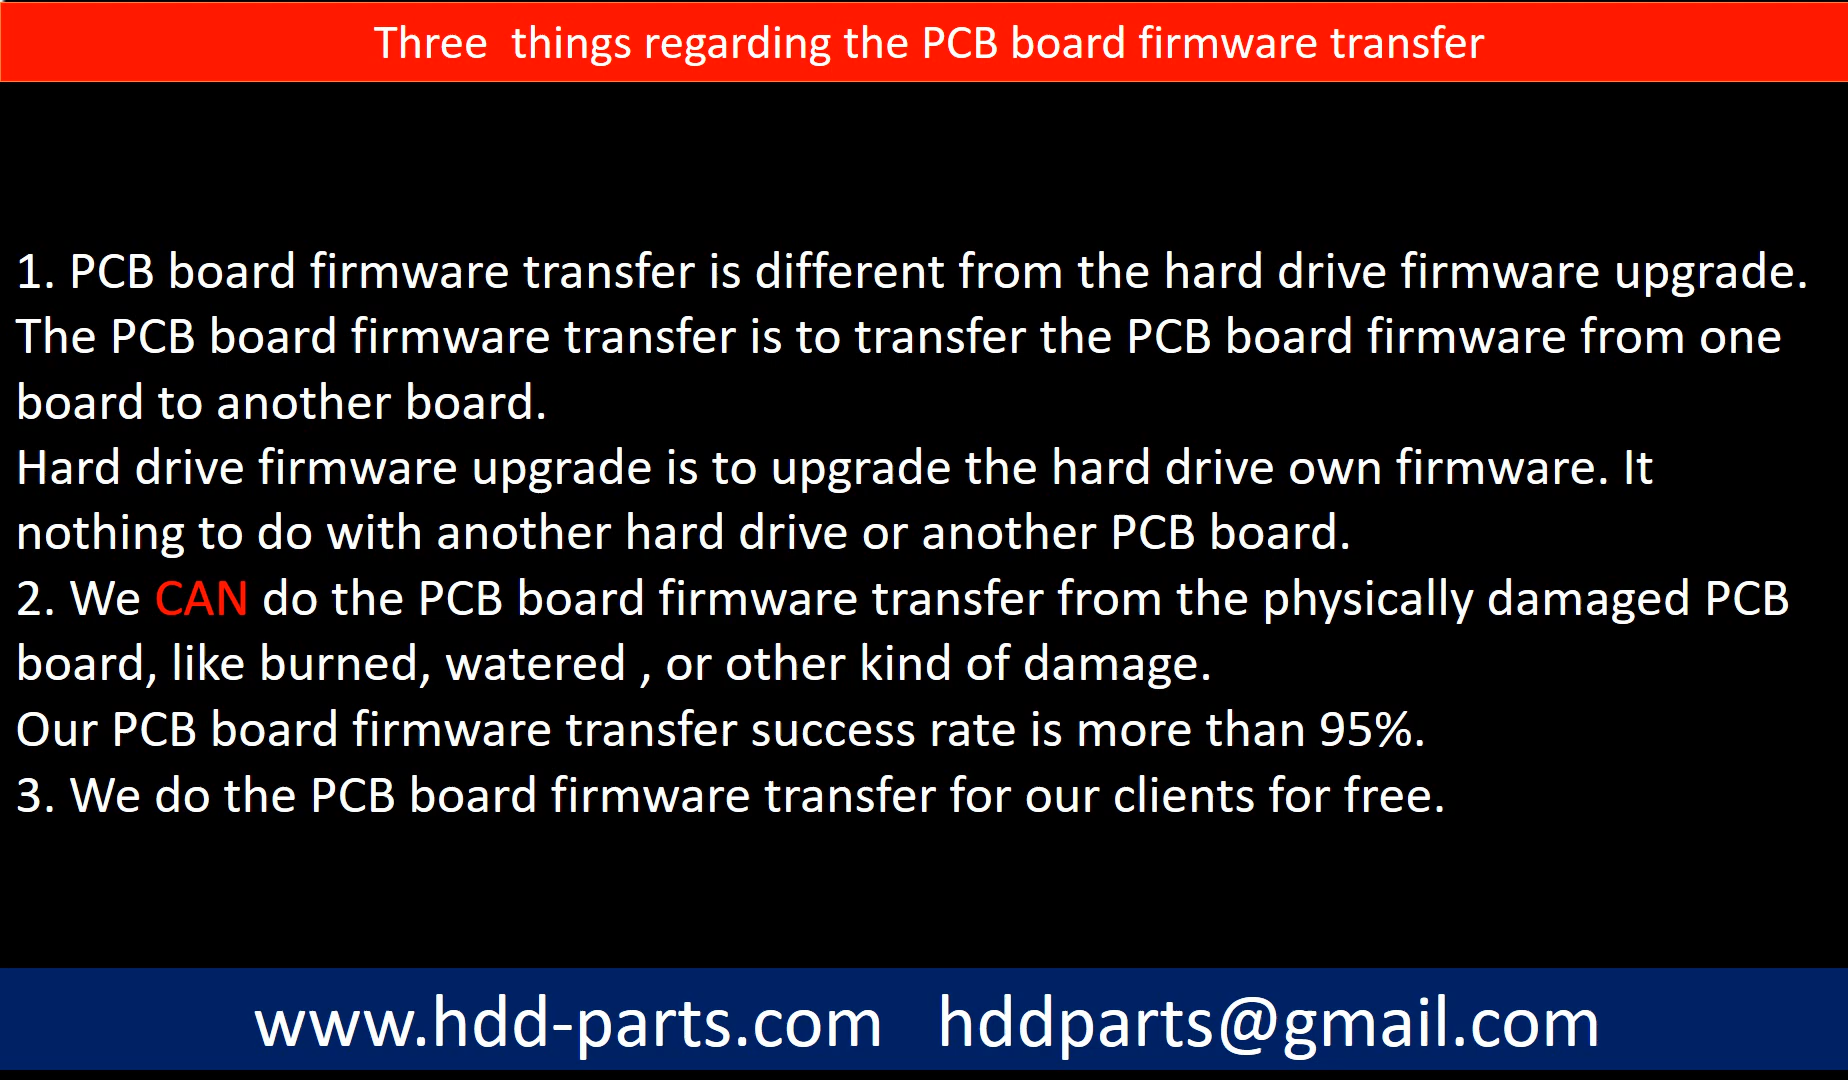 Three  things regarding the PCB board firmware transfer
1. PCB board firmware transfer is different from the hard drive firmware upgrade.
The PCB board firmware transfer is to transfer the PCB board firmware from one
board to another board.
Hard drive firmware upgrade is to upgrade the hard drive own firmware. It
nothing to do with another hard drive or another PCB board.
2. We CAN do the PCB board firmware transfer from the physically damaged PCB
board, like burned, watered , or other kind of damage.
Our PCB board firmware transfer success rate is more than 95%.
3. We do the PCB board firmware transfer for our clients for free.
www.hdd-parts.com   hddparts@gmail.com